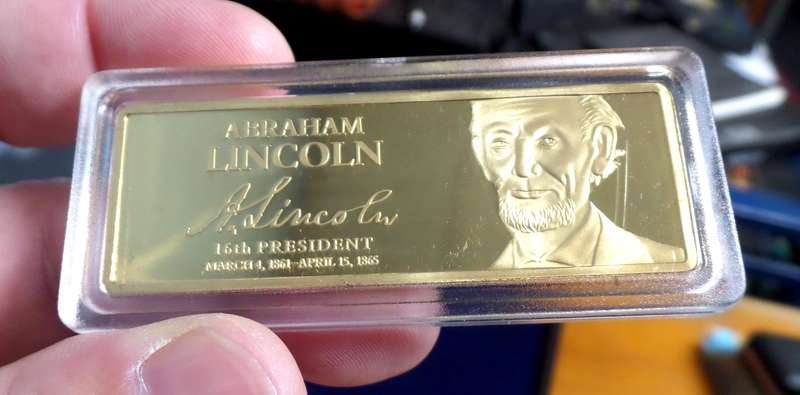 ABRAHAM
LINCOLN
A. Lincoln
16th PRESIDENT
MARCH 4, 1861–APRIL 15, 1865